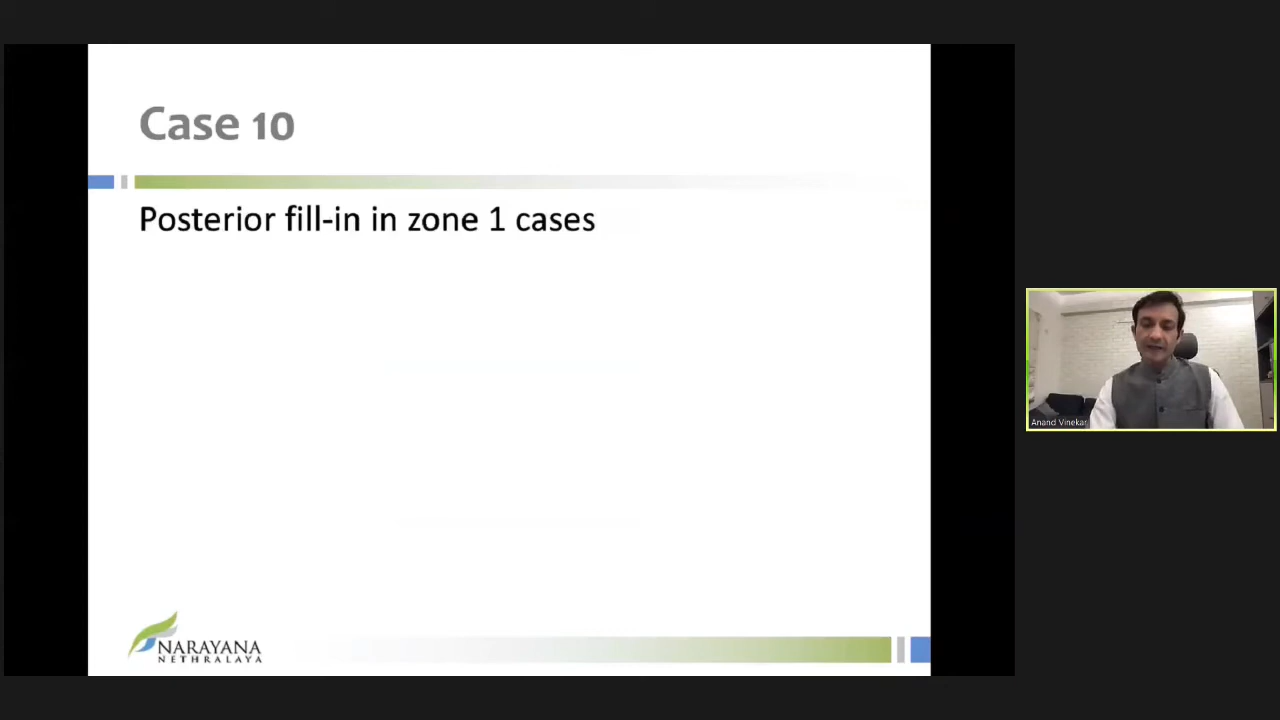 Case 10
Posterior fill-in in zone 1 cases
NARAYANA
NETHRALAYA
Anand Vinekar